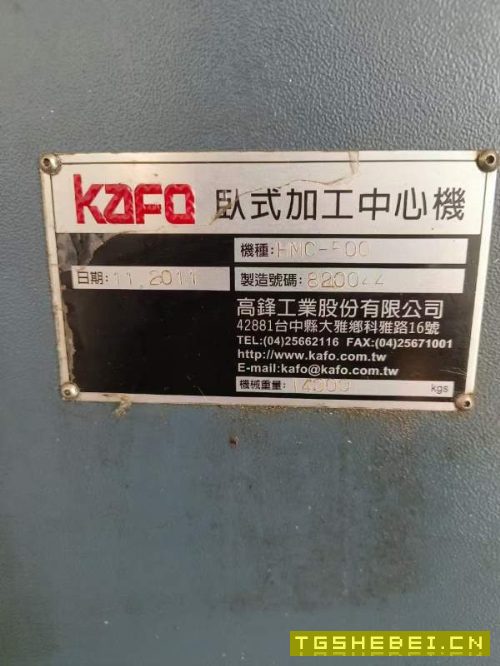 KAFO 臥式加工中心機
機種:HMC-500
日期:11.2011 製造號碼:820044
高鋒工業股份有限公司
42881台中縣大雅鄉科雅路16號
TEL:(04)25662116 FAX:(04)25671001
http://www.kafo.com.tw
E-mail:kafo@kafo.com.tw
機械重量:14000 kgs
TGSHEBEI.CN